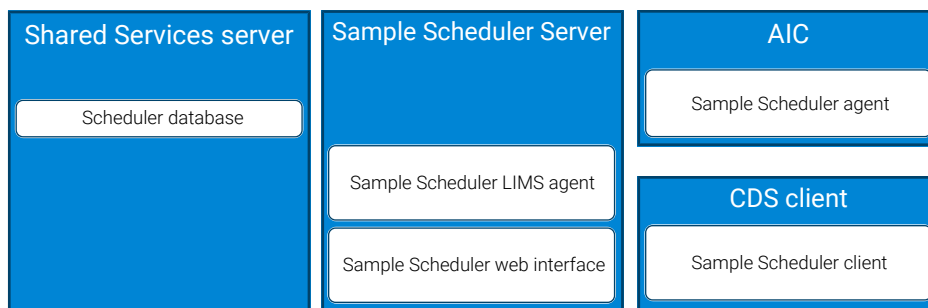 Shared Services server
Scheduler database
Sample Scheduler Server
Sample Scheduler LIMS agent
Sample Scheduler web interface
AIC
Sample Scheduler agent
CDS client
Sample Scheduler client